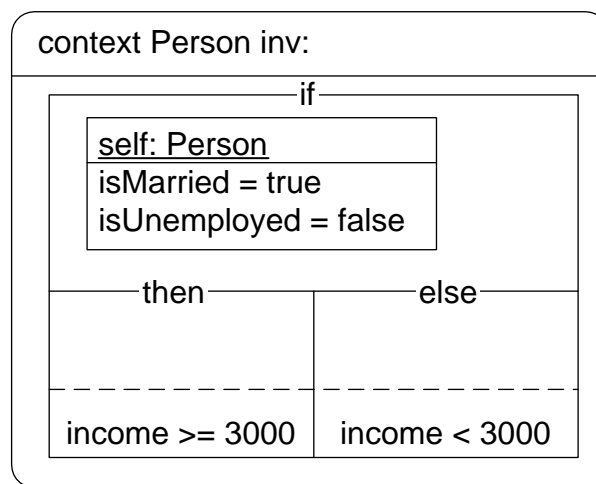 context Person inv:
if
self: Person
isMarried = true
isUnemployed = false
then else
income >= 3000 income < 3000